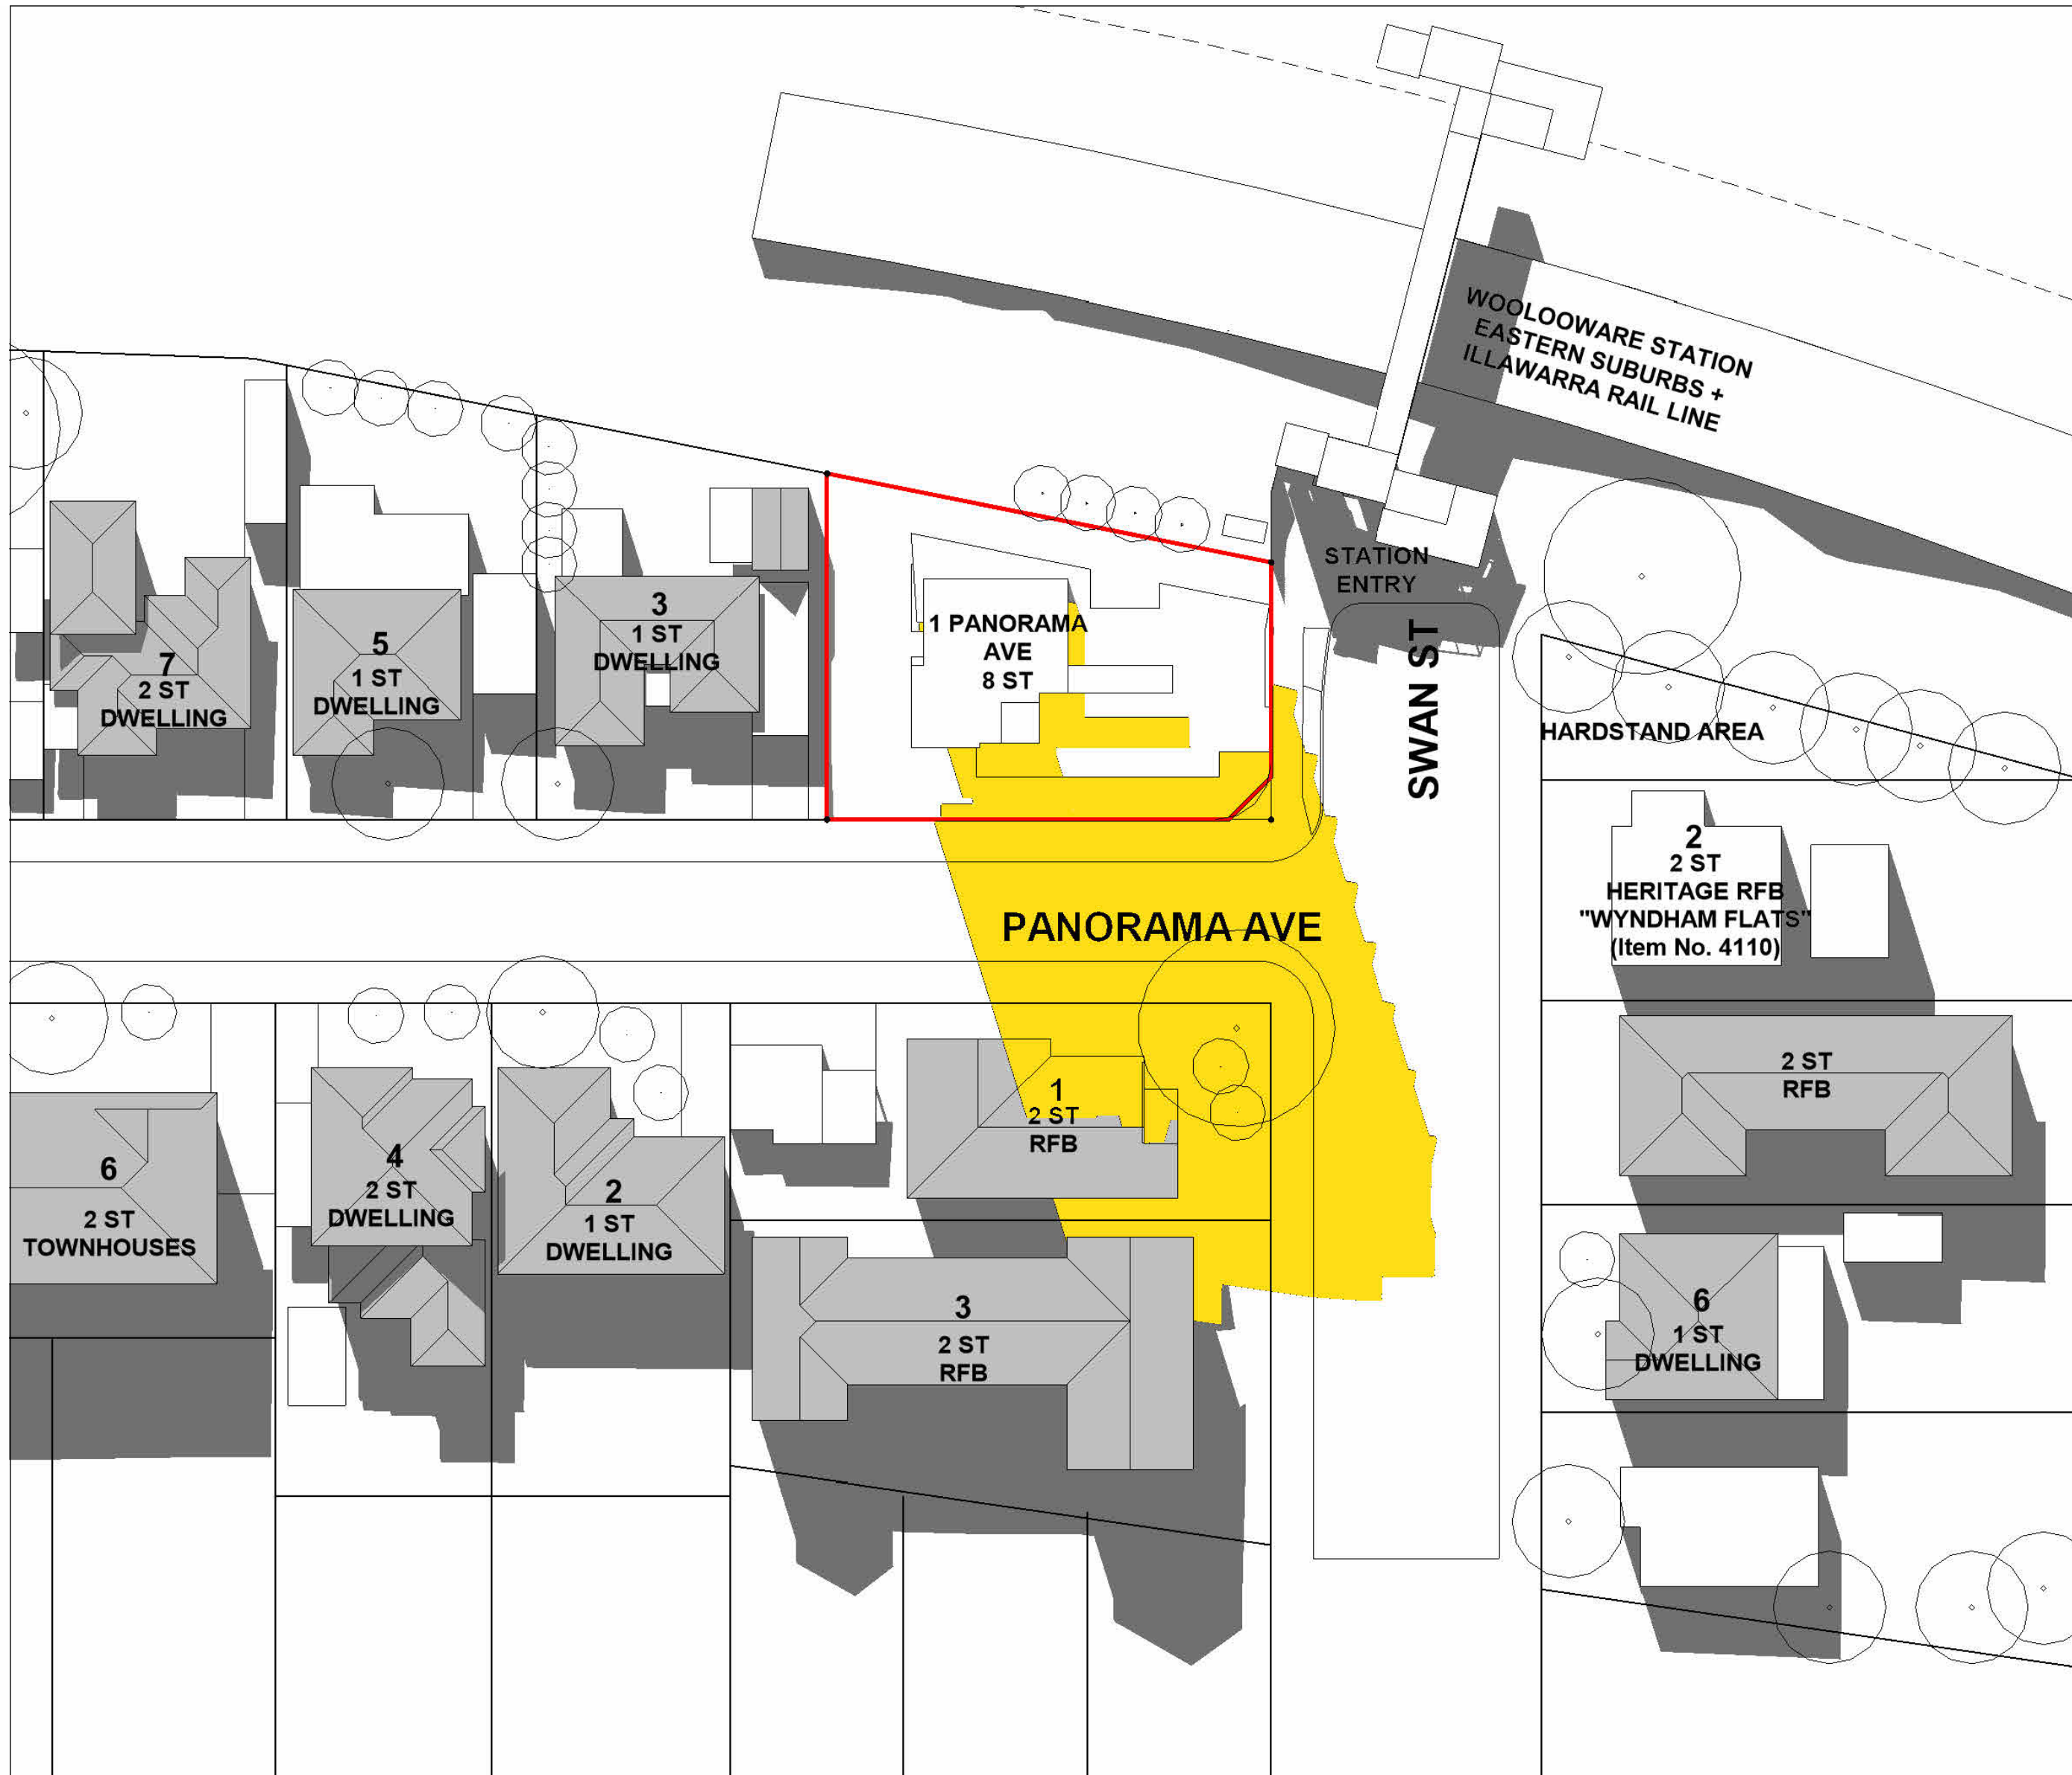 WOOLOOWARE STATION
EASTERN SUBURBS +
ILLAWARRA RAIL LINE
STATION
ENTRY
SWAN ST
7
2 ST
DWELLING
5
1 ST
DWELLING
3
1 ST
DWELLING
1 PANORAMA
AVE
8 ST
HARDSTAND AREA
2
2 ST
HERITAGE RFB
"WYNDHAM FLATS"
(Item No. 4110)
PANORAMA AVE
6
2 ST
TOWNHOUSES
4
2 ST
DWELLING
2
1 ST
DWELLING
1
2 ST
RFB
2 ST
RFB
3
2 ST
RFB
6
1 ST
DWELLING